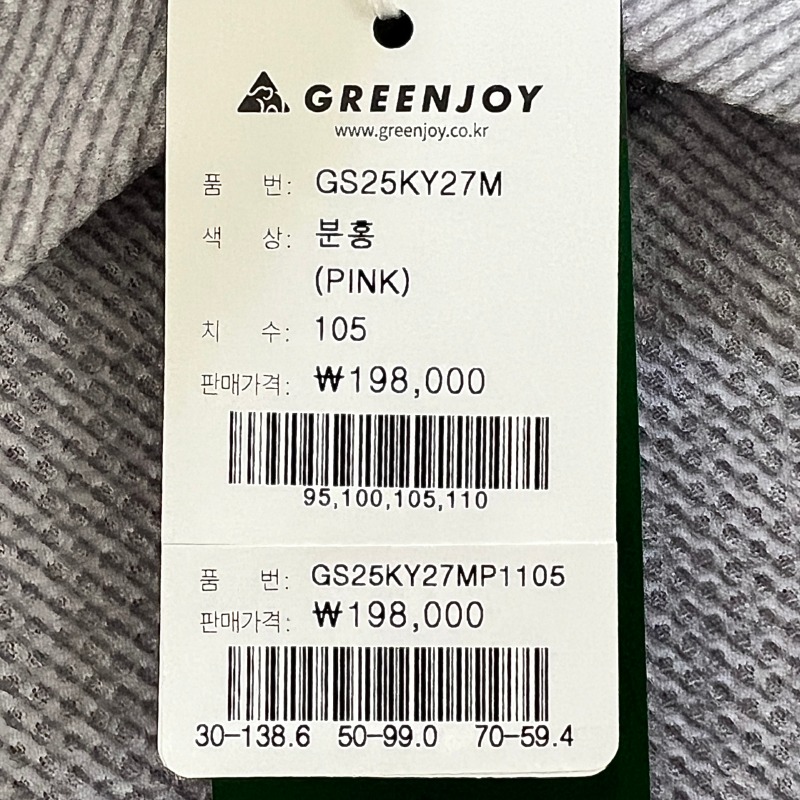 GREENJOY
www.greenjoy.co.kr
품 번: GS25KY27M
색 상: 분홍
(PINK)
치 수: 105
판매가격: ₩198,000
95,100,105,110
품 번: GS25KY27MP1105
판매가격: ₩198,000
30-138.6 50-99.0 70-59.4